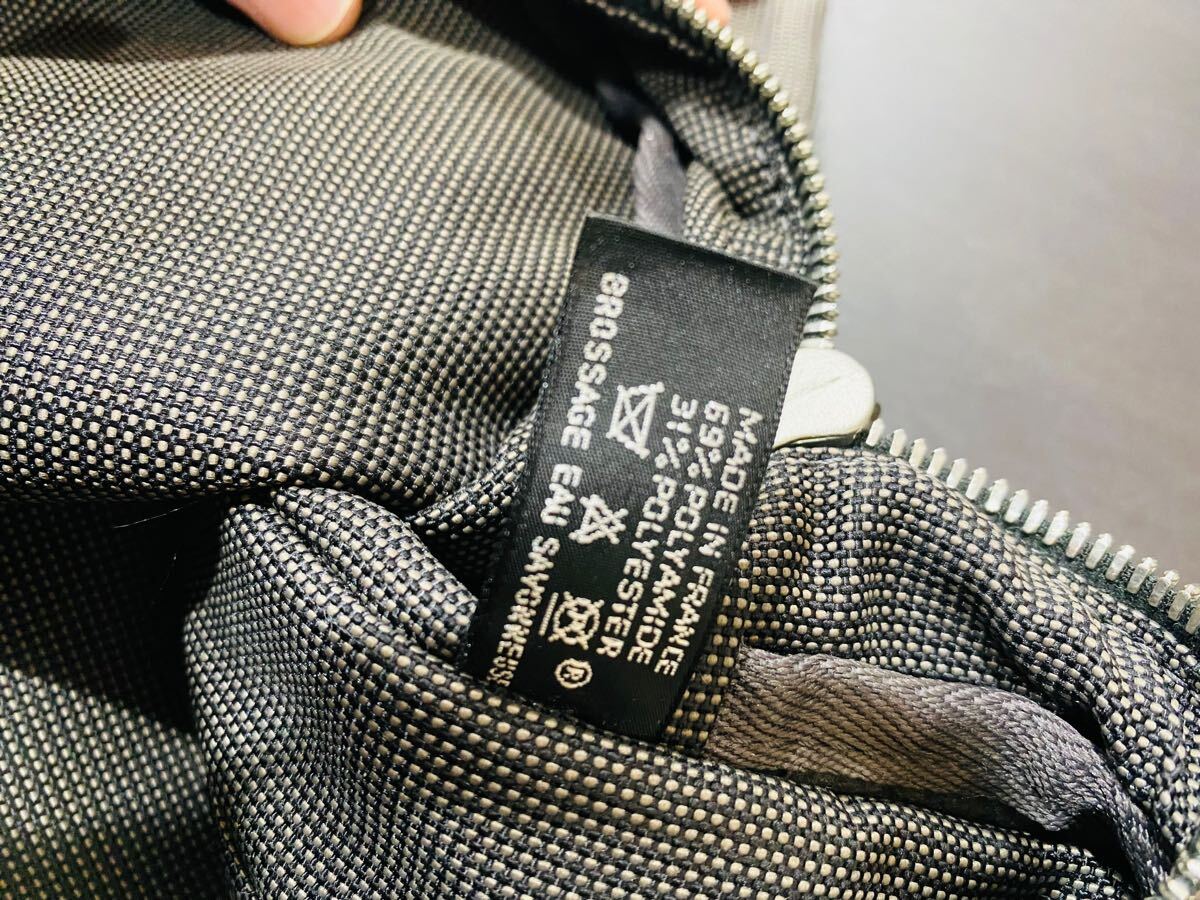 MADE IN FRANCE
69% POLYAMIDE
31% POLYESTER
BROSSAGE EAU SAVONNEUSE